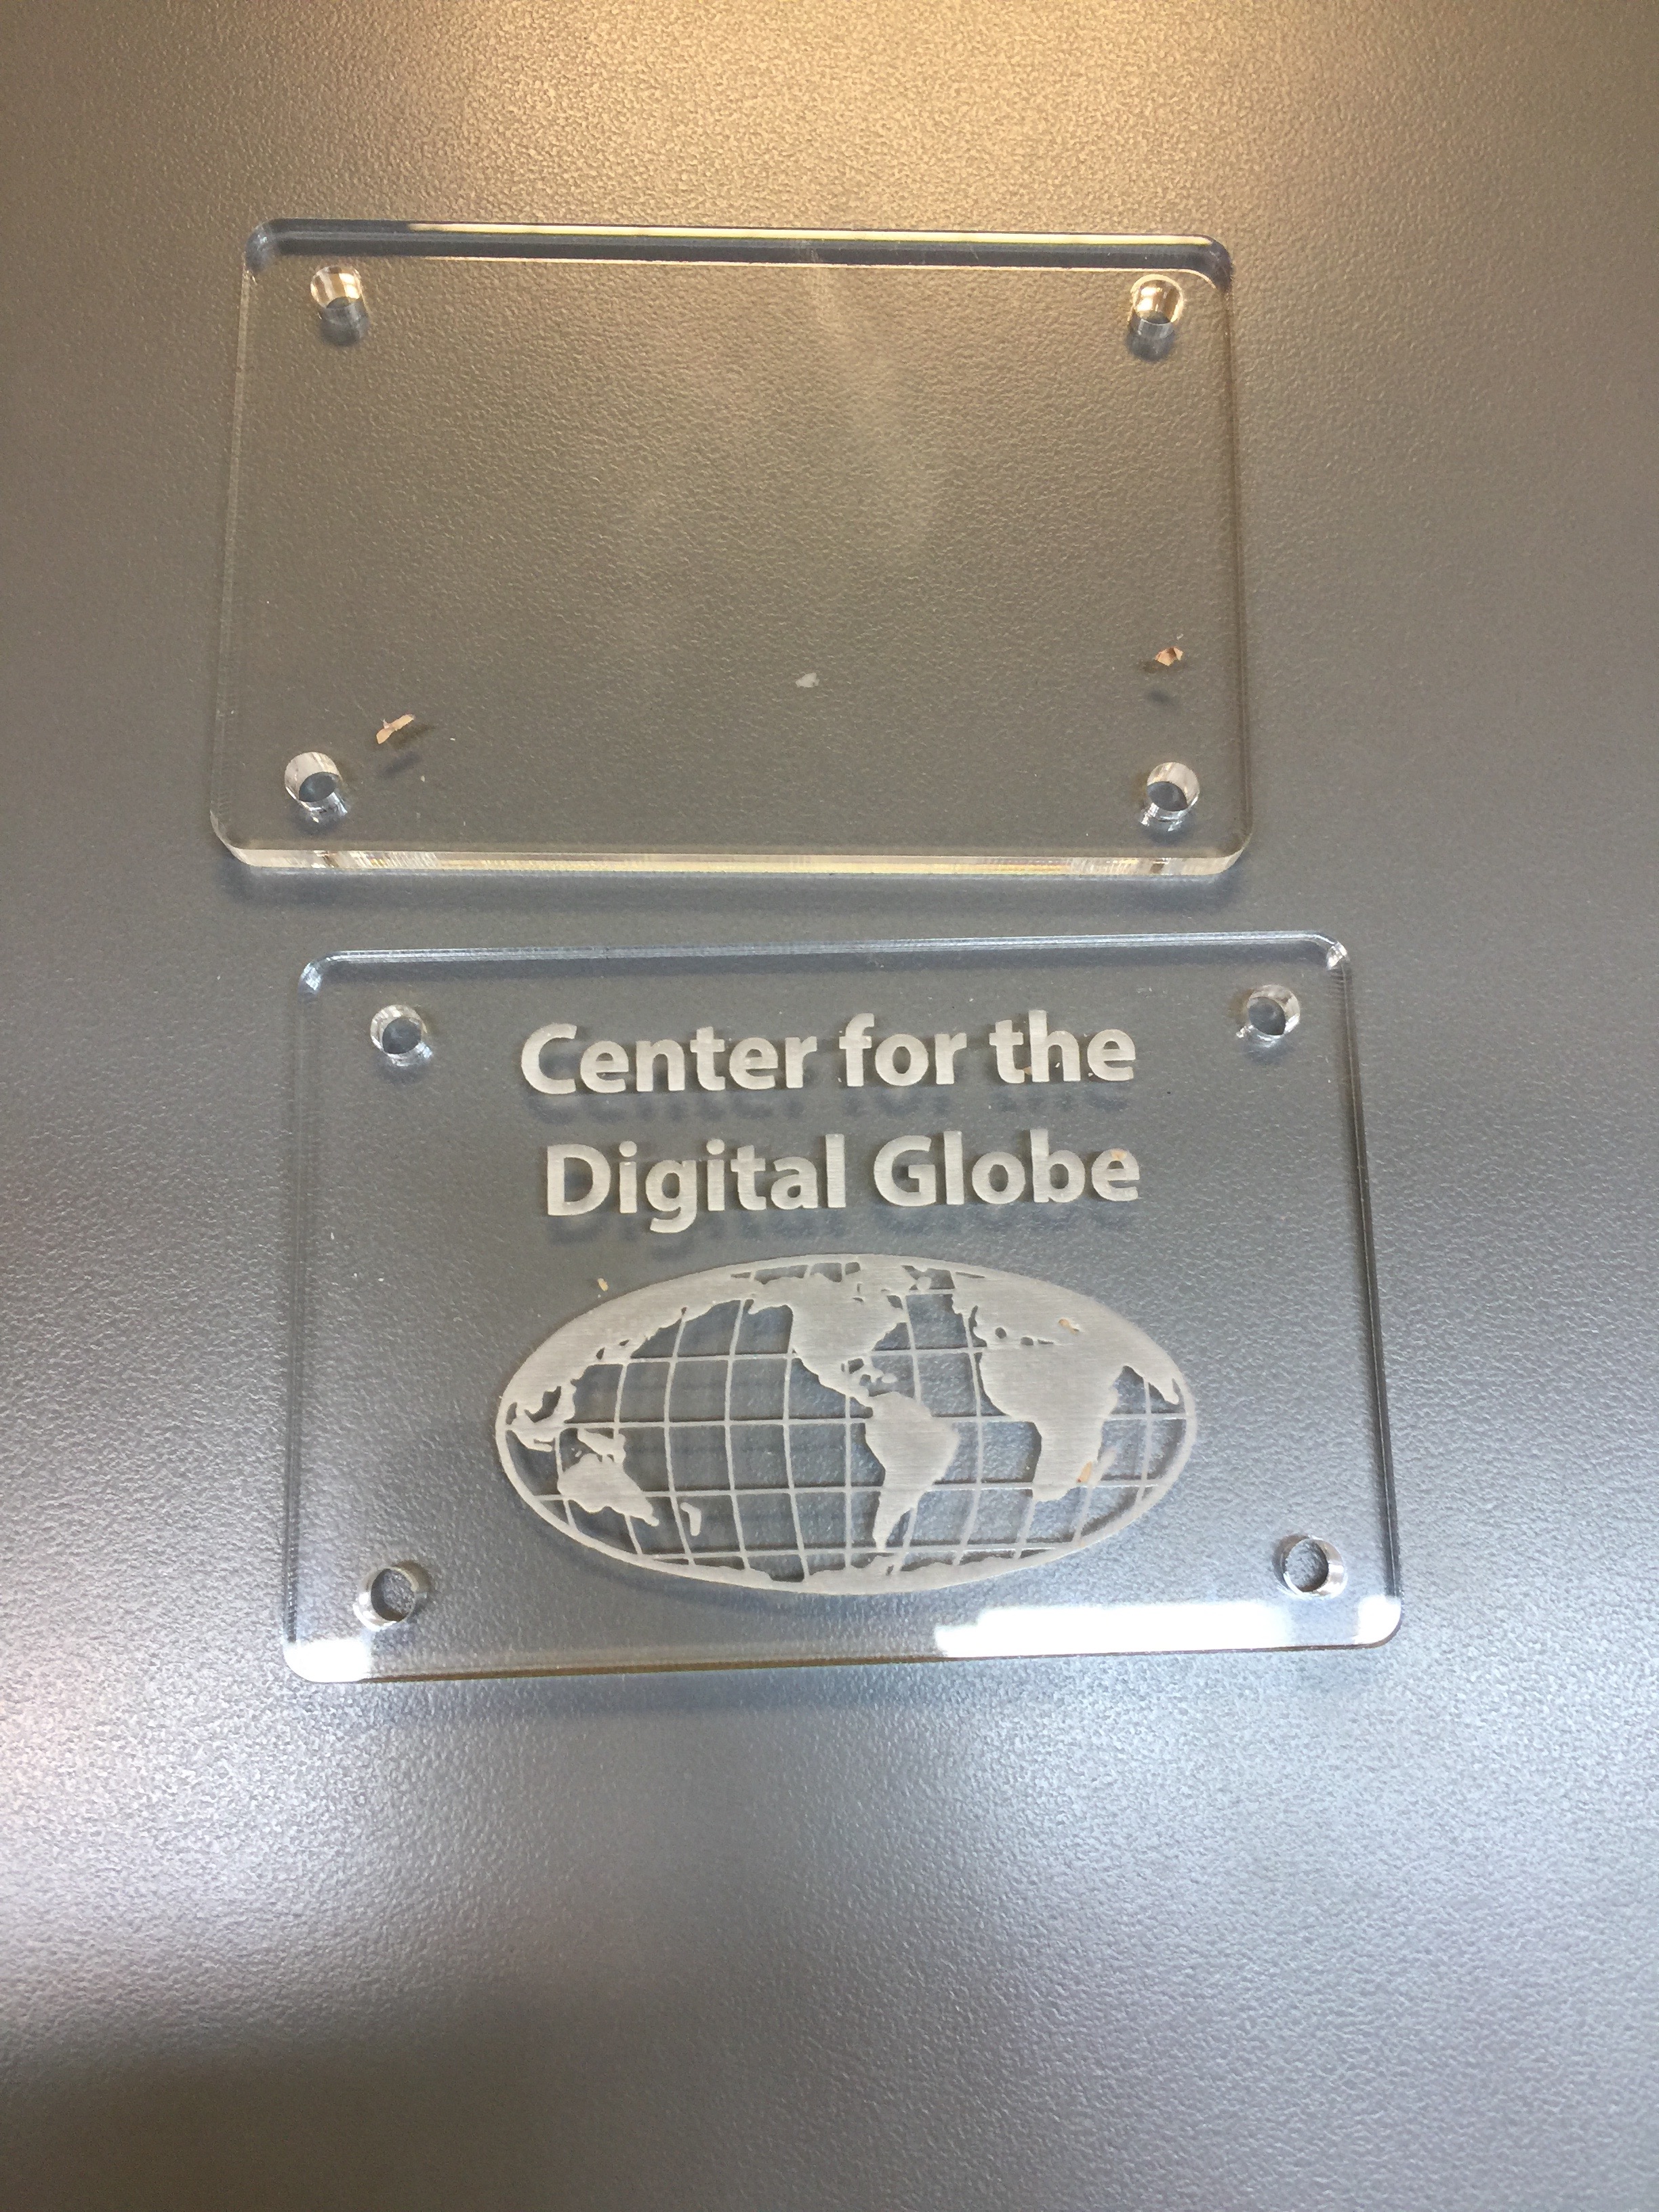 Center for the
Digital Globe